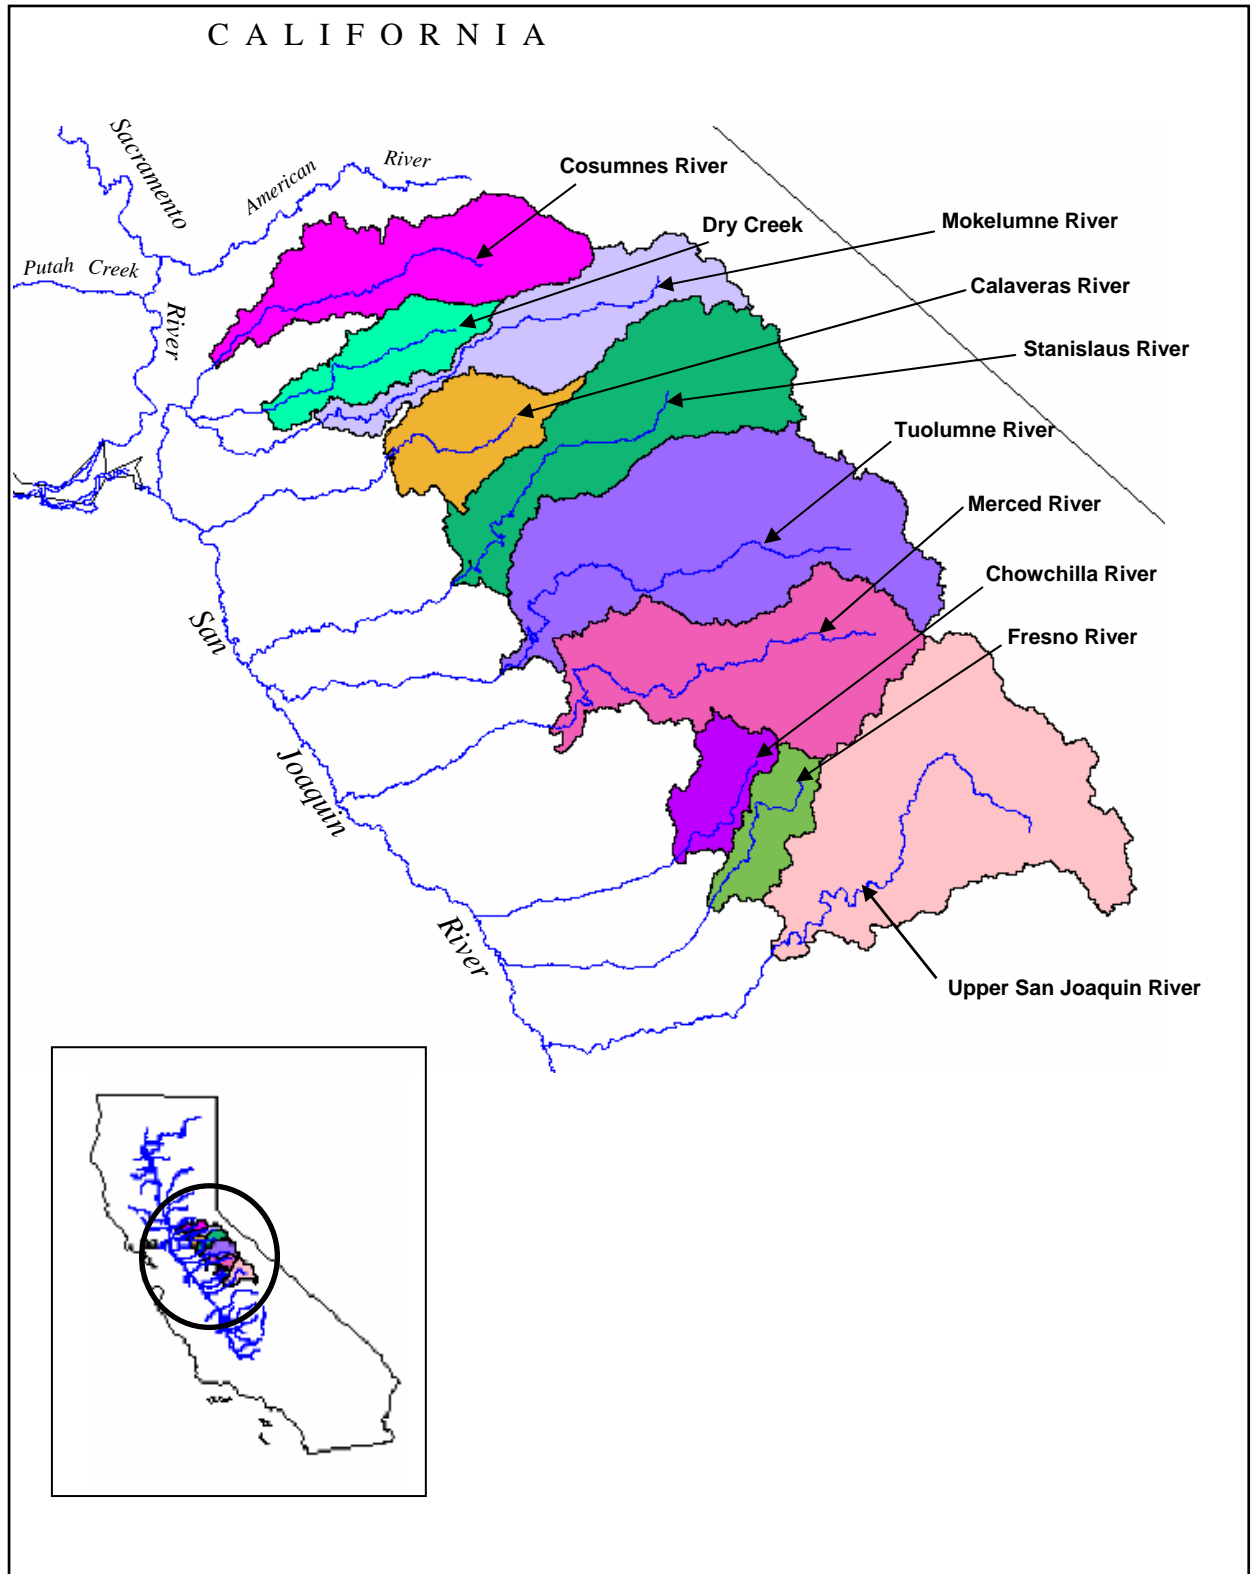 C A L I F O R N I A
Sacramento
River
American
River
Putah Creek
Cosumnes River
Dry Creek
Mokelumne River
Calaveras River
Stanislaus River
Tuolumne River
Merced River
Chowchilla River
Fresno River
San
Joaquin
River
Upper San Joaquin River